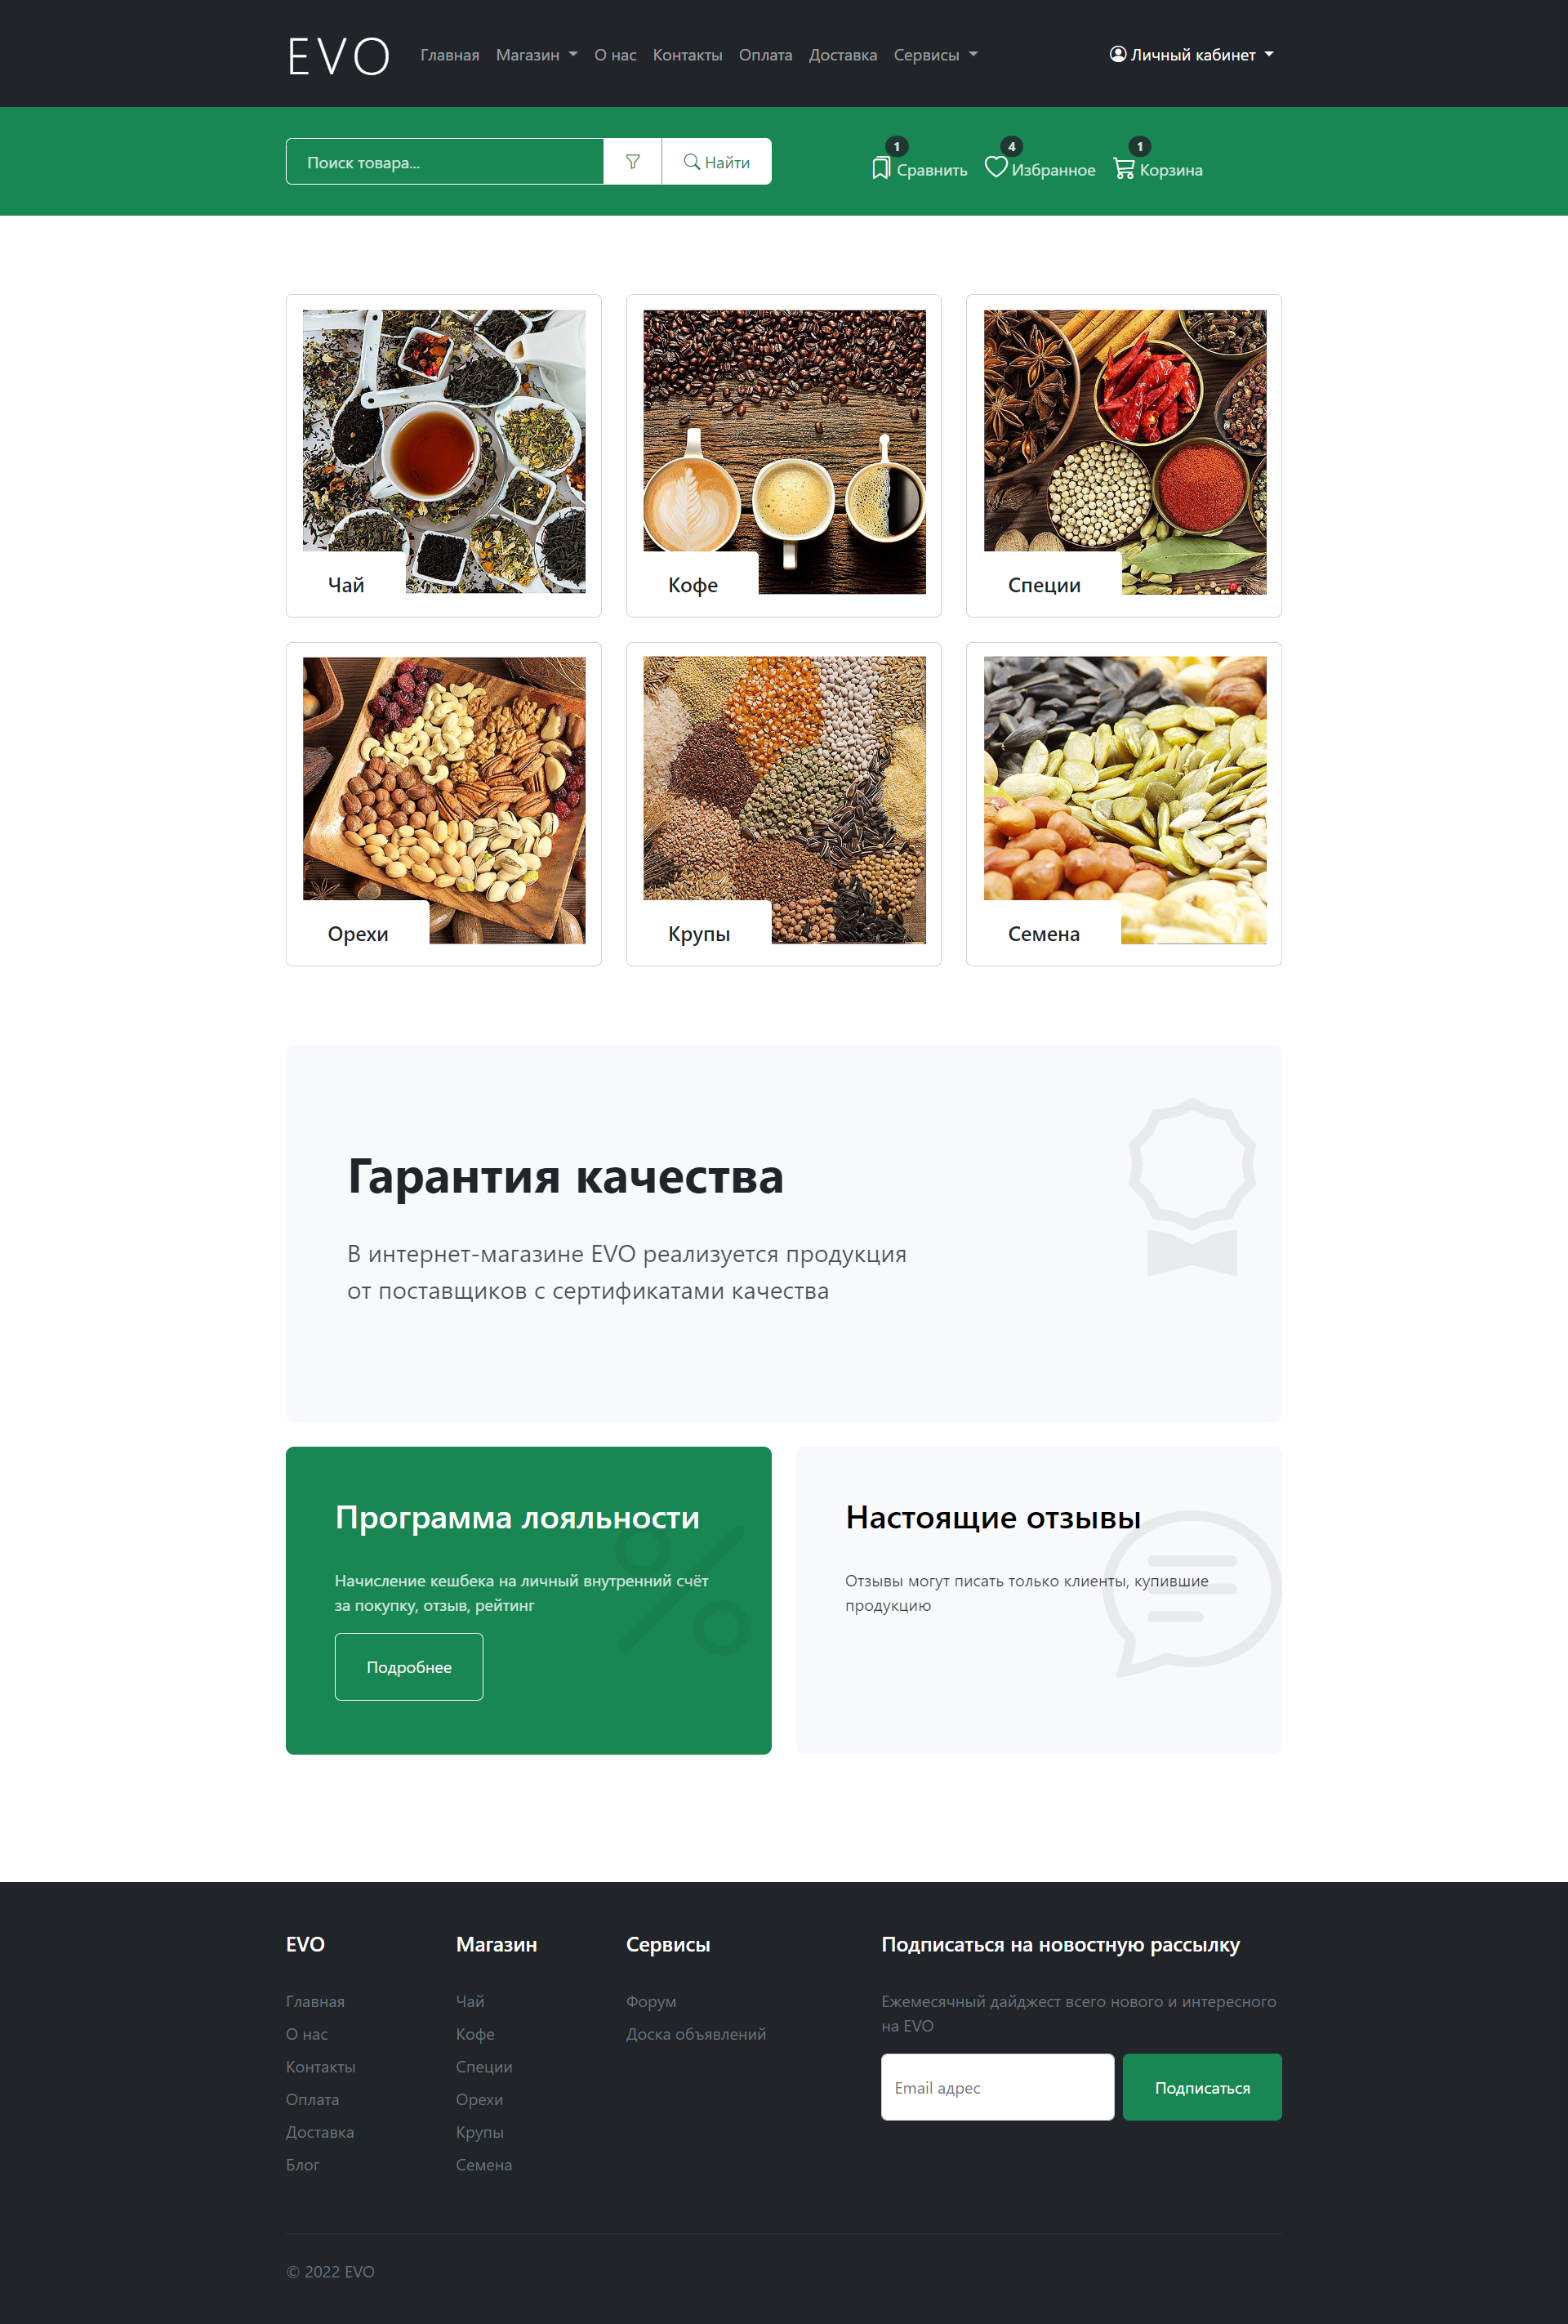 EVO
Главная Магазин О нас Контакты Оплата Доставка Сервисы
Личный кабинет
Поиск товара...
Найти
1
Сравнить
4
Избранное
1
Корзина
Чай
Кофе
Специи
Орехи
Крупы
Семена
Гарантия качества
В интернет-магазине EVO реализуется продукция
от поставщиков с сертификатами качества
Программа лояльности
Начисление кешбека на личный внутренний счёт
за покупку, отзыв, рейтинг
Подробнее
Настоящие отзывы
Отзывы могут писать только клиенты, купившие
продукцию
EVO
Главная
О нас
Контакты
Оплата
Доставка
Блог
Магазин
Чай
Кофе
Специи
Орехи
Крупы
Семена
Сервисы
Форум
Доска объявлений
Подписаться на новостную рассылку
Ежемесячный дайджест всего нового и интересного
на EVO
Email адрес
Подписаться
© 2022 EVO